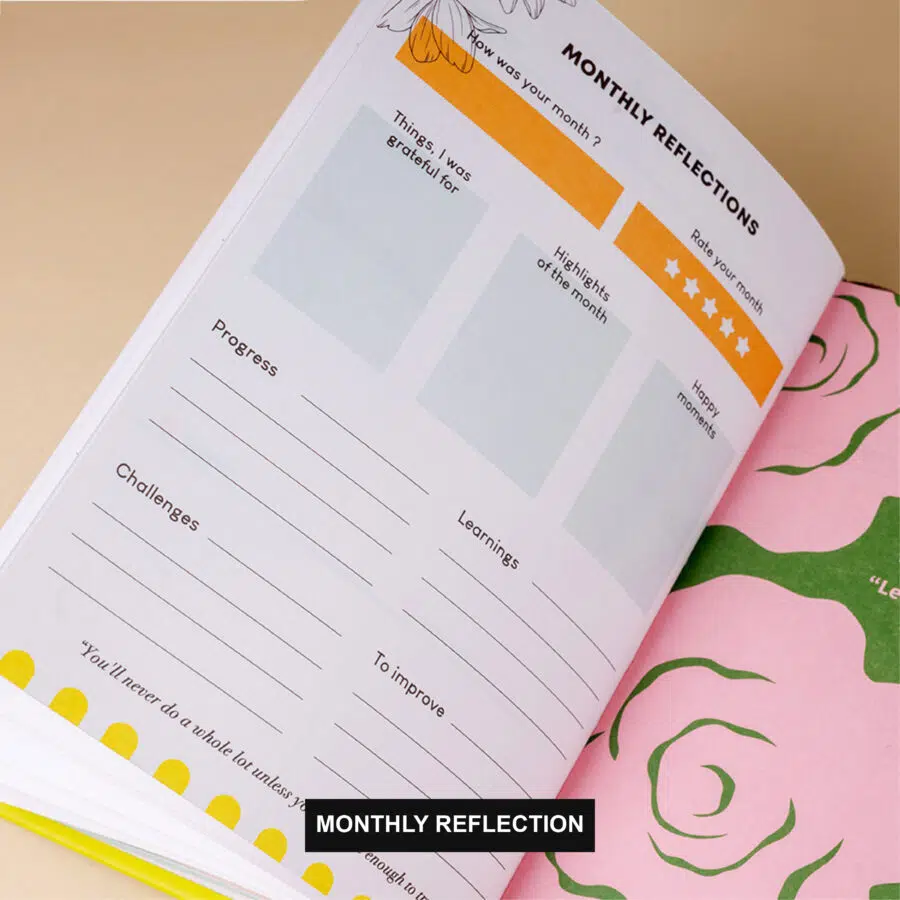 MONTHLY REFLECTIONS
How was your month ?
Rate your month
Things, I was
grateful for
Highlights
of the month
Happy
moments
Progress
Learnings
Challenges
To improve
"You'll never do a whole lot unless
enough to
"Le
MONTHLY REFLECTION